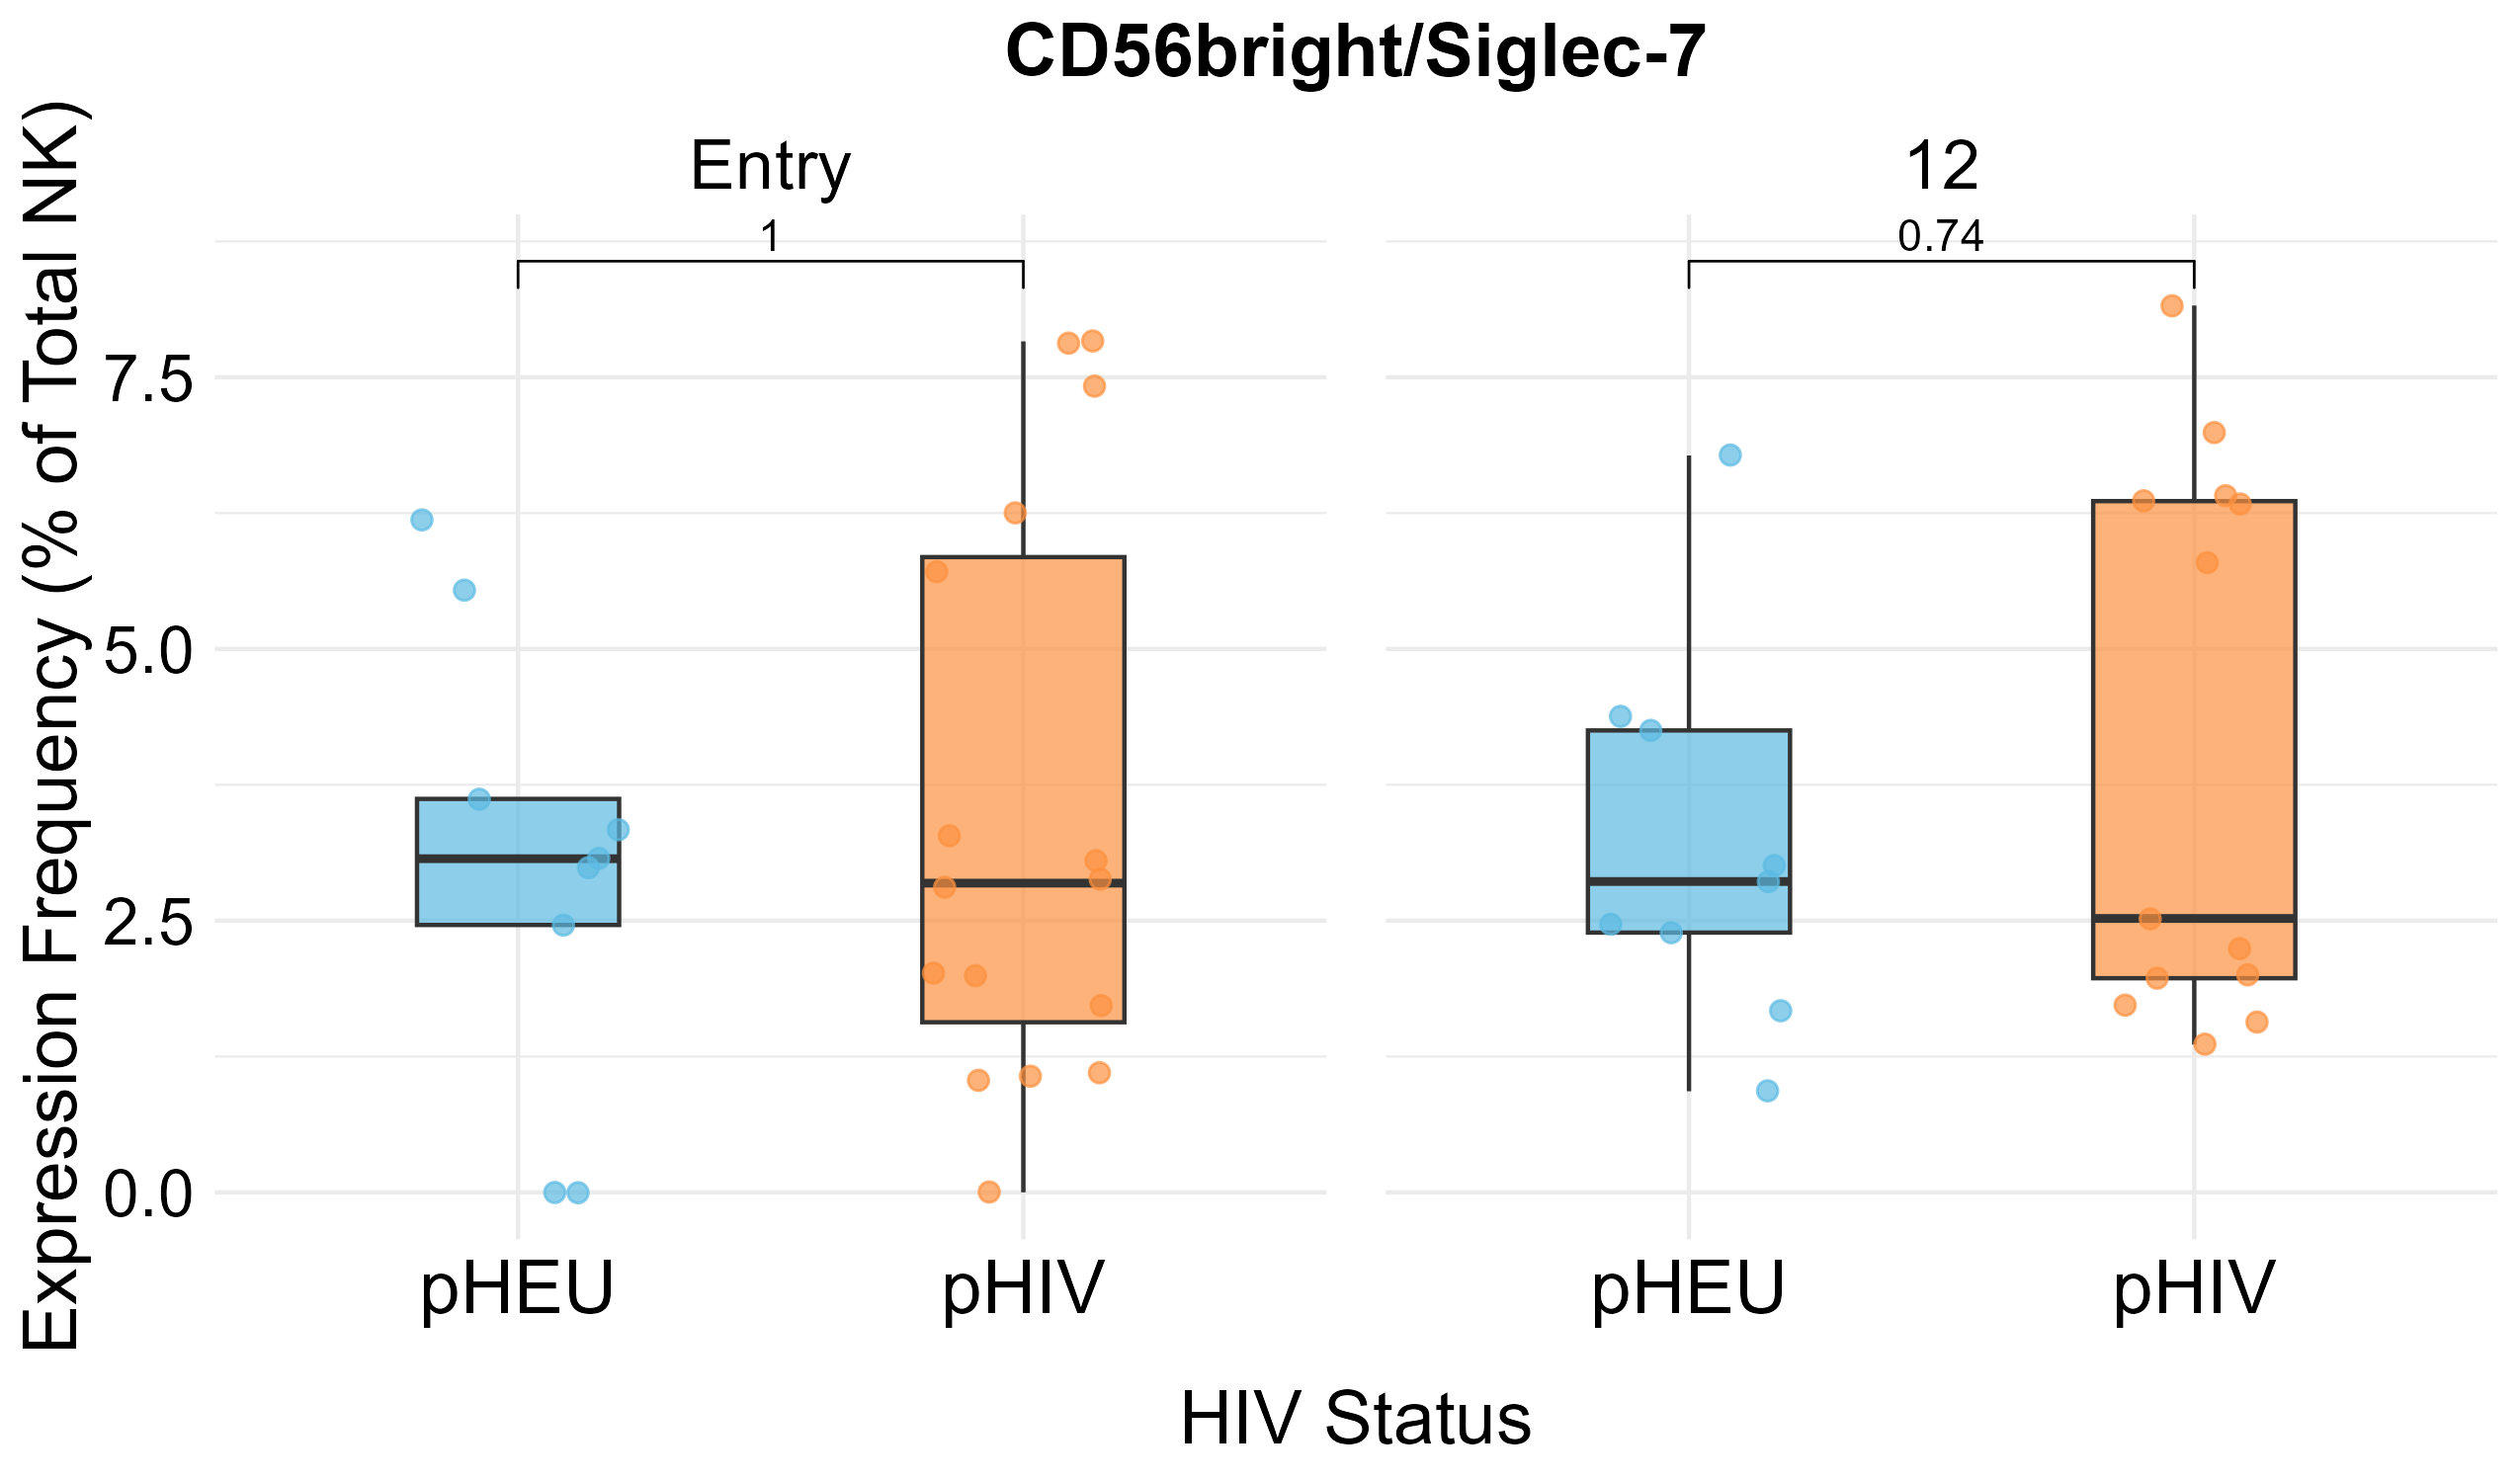 CD56bright/Siglec-7
Entry
12
1
0.74
Expression Frequency (% of Total NK)
7.5
5.0
2.5
0.0
pHEU
pHIV
pHEU
pHIV
HIV Status